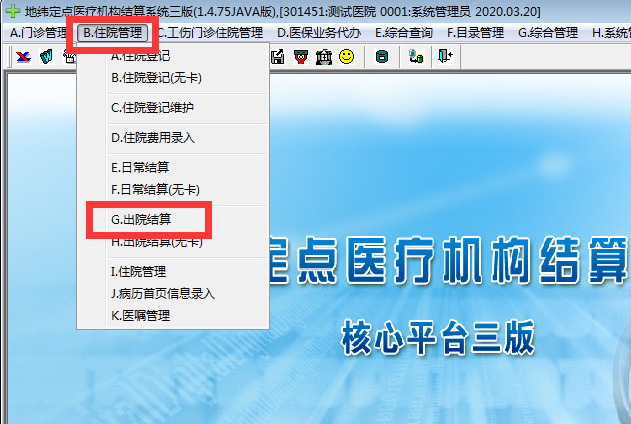 地纬定点医疗机构结算系统三版(1.4.75JAVA版),[301451:测试医院 0001:系统管理员 2020.03.20]
A.门诊管理 B.住院管理 C.工伤门诊住院管理 D.医保业务代办 E.综合查询 F.目录管理 G.综合管理 H.系统
A.住院登记
B.住院登记(无卡)
C.住院登记维护
D.住院费用录入
E.日常结算
F.日常结算(无卡)
G.出院结算
H.出院结算(无卡)
I.住院管理
J.病历首页信息录入
K.医嘱管理
定点医疗机构结算
核心平台三版